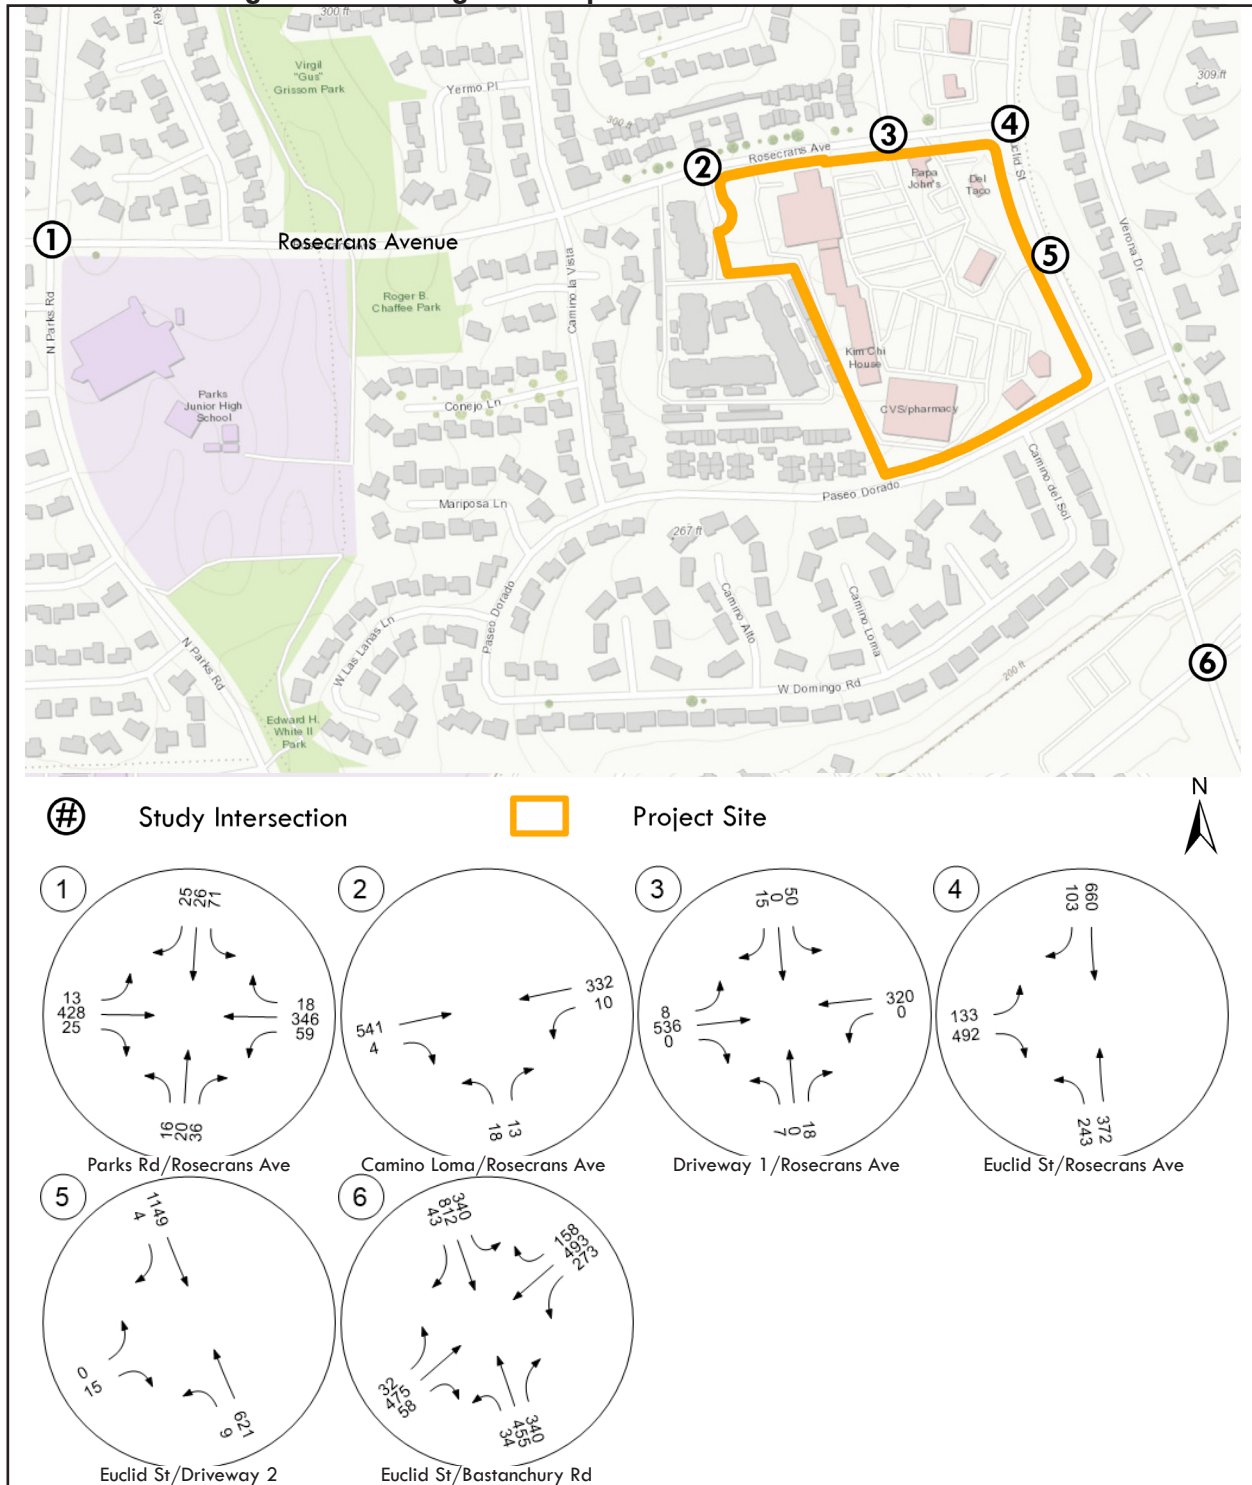 300 ft
Rey
Virgil
"Gus"
Grissom Park
Yermo Pl
309 ft
300 ft
3
4
2
Rosecrans Ave
Papa
John's
Del
Taco
clid St
1
Rosecrans Avenue
5
Verona Dr
N Parks Rd
Roger B.
Chaffee Park
Camino la Vista
Kim Chi
House
Parks
Junior High
School
Conejo Ln
CVS/pharmacy
Camino del Sol
Mariposa Ln
Paseo Dorado
267 ft
Paseo Dorado
Camino Alto
Camino Loma
W Las Lanas Ln
N Parks Rd
W Domingo Rd
200 ft
6
Edward H.
White II
Park
# Study Intersection Project Site
N
1
25 26 71
13
428
25
18
346
59
16 20 36
Parks Rd/Rosecrans Ave
2
332
10
541
4
18 13
Camino Loma/Rosecrans Ave
3
15 0 50
8
536
0
320
0
7 0 18
Driveway 1/Rosecrans Ave
4
103 660
133
492
243 372
Euclid St/Rosecrans Ave
5
4 1149
0
15
9 621
Euclid St/Driveway 2
6
43 812 340
158
493
273
32
475
58
34 455 340
Euclid St/Bastanchury Rd